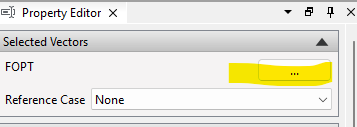 Property Editor
Selected Vectors
FOPT
...
Reference Case None